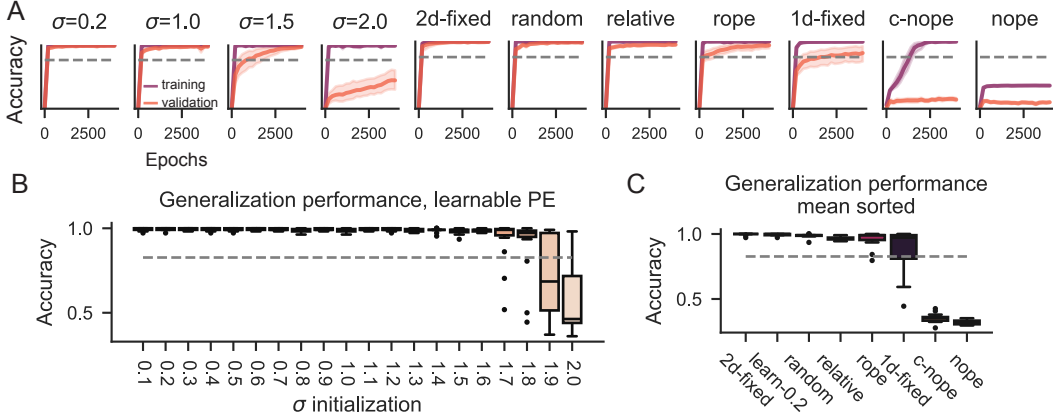 A
σ=0.2 σ=1.0 σ=1.5 σ=2.0 2d-fixed random relative rope 1d-fixed c-nope nope
Accuracy
training
validation
0 2500 0 2500 0 2500 0 2500 0 2500 0 2500 0 2500 0 2500 0 2500 0 2500 0 2500
Epochs
B
Generalization performance, learnable PE
Accuracy
1.0
0.5
0.1 0.2 0.3 0.4 0.5 0.6 0.7 0.8 0.9 1.0 1.1 1.2 1.3 1.4 1.5 1.6 1.7 1.8 1.9 2.0
σ initialization
C
Generalization performance
mean sorted
Accuracy
1.0
0.5
2d-fixed learn-0.2 random relative rope 1d-fixed c-nope nope